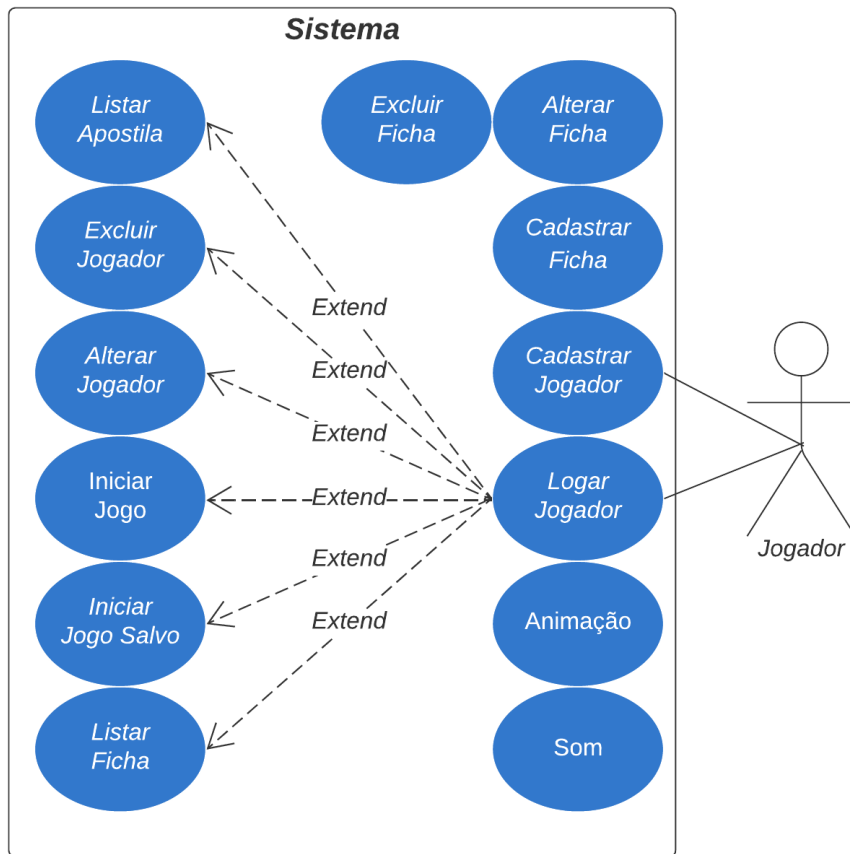 Sistema
Listar
Apostila
Excluir
Ficha
Alterar
Ficha
Excluir
Jogador
Cadastrar
Ficha
Extend
Alterar
Jogador
Extend
Cadastrar
Jogador
Extend
Iniciar
Jogo
Extend
Logar
Jogador
Jogador
Extend
Iniciar
Jogo Salvo
Extend
Animação
Listar
Ficha
Som